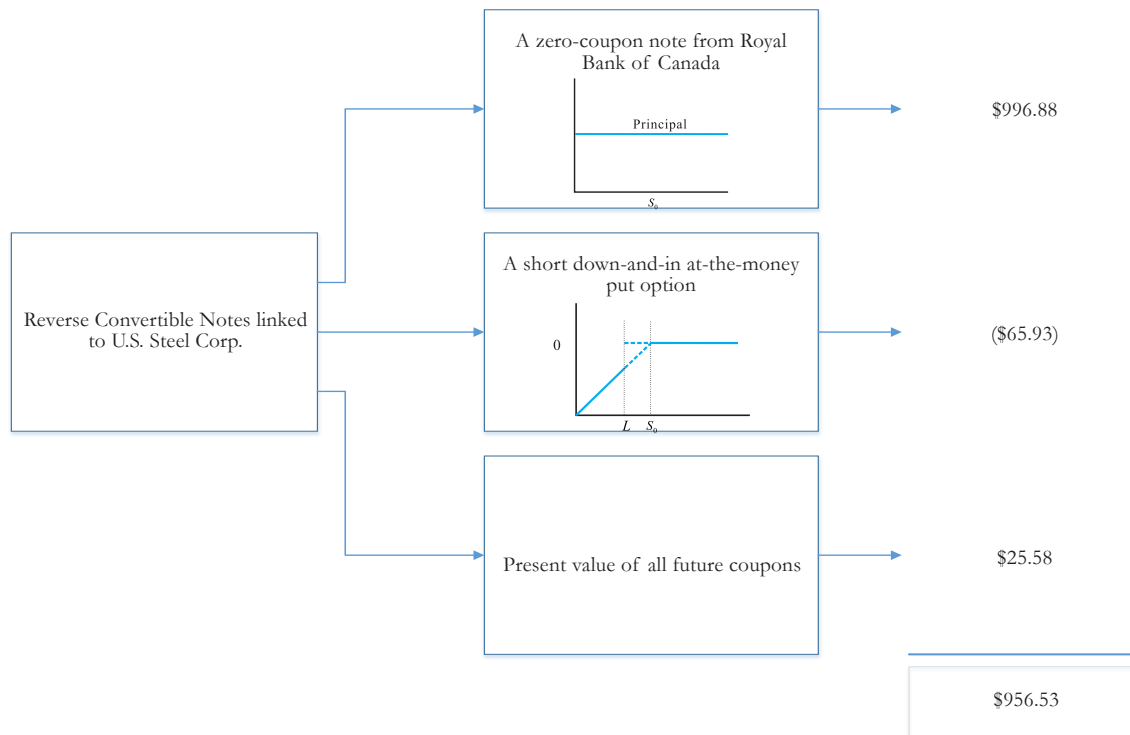 A zero-coupon note from Royal
Bank of Canada
Principal
S₀
$996.88
Reverse Convertible Notes linked
to U.S. Steel Corp.
A short down-and-in at-the-money
put option
0
L S₀
($65.93)
Present value of all future coupons
$25.58
$956.53